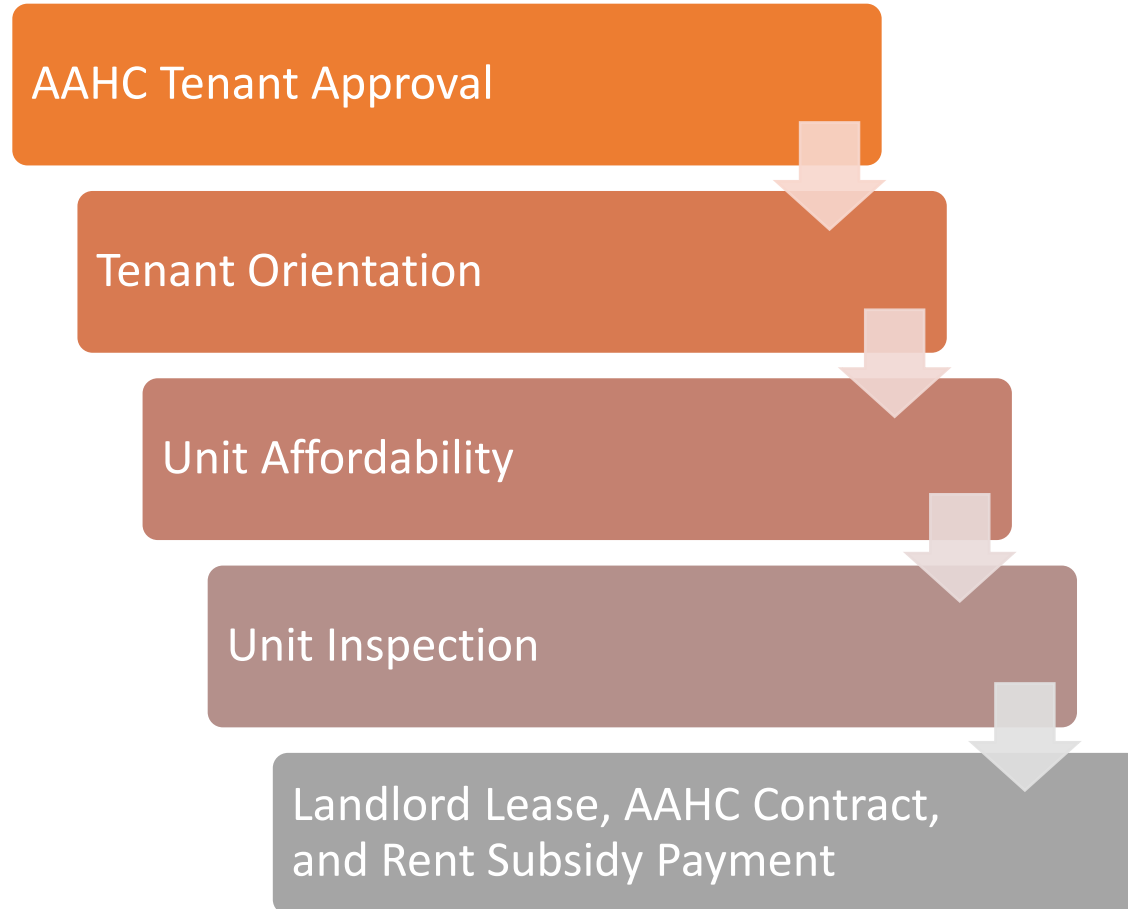 AAHC Tenant Approval
Tenant Orientation
Unit Affordability
Unit Inspection
Landlord Lease, AAHC Contract,
and Rent Subsidy Payment